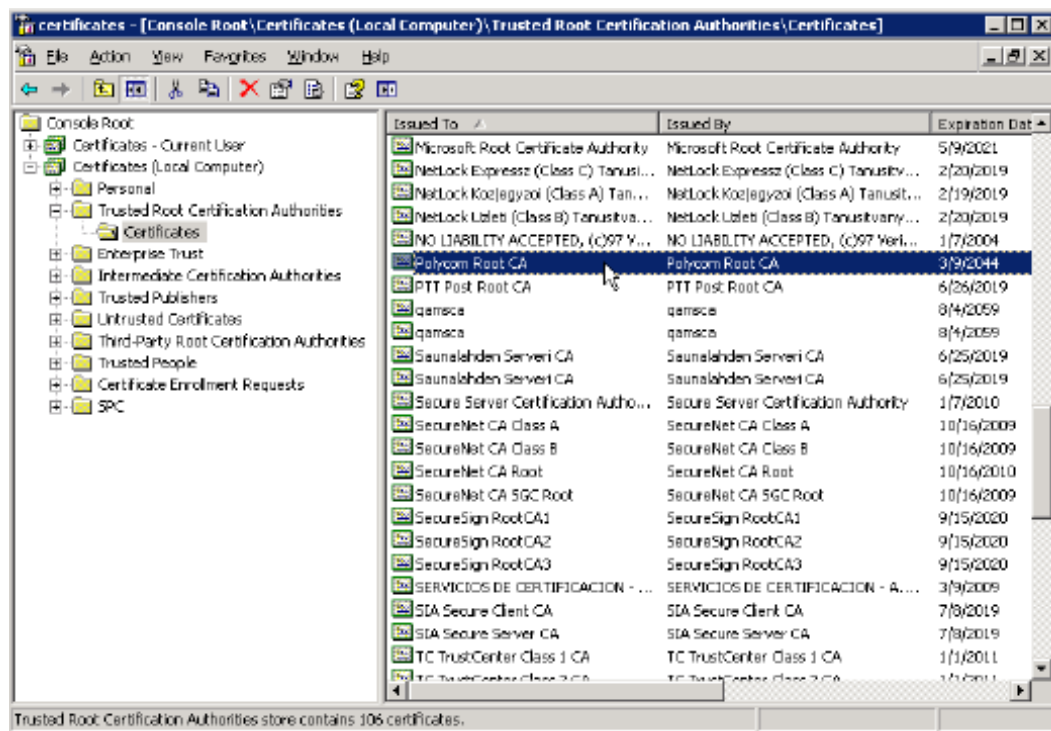 certificates - [Console Root\Certificates (Local Computer)\Trusted Root Certification Authorities\Certificates]
File Action View Favorites Window Help
Console Root
Certificates - Current User
Certificates (Local Computer)
Personal
Trusted Root Certification Authorities
Certificates
Enterprise Trust
Intermediate Certification Authorities
Trusted Publishers
Untrusted Certificates
Third-Party Root Certification Authorities
Trusted People
Certificate Enrollment Requests
SPC
Issued To Issued By Expiration Dat
Microsoft Root Certificate Authority Microsoft Root Certificate Authority 5/9/2021
NetLock Expressz (Class C) Tanusi... NetLock Expressz (Class C) Tanusitv... 2/20/2019
NetLock Kozjegyzoi (Class A) Tan... NetLock Kozjegyzoi (Class A) Tanusit... 2/19/2019
NetLock Uzleti (Class B) Tanusitva... NetLock Uzleti (Class B) Tanusitvany... 2/20/2019
NO LIABILITY ACCEPTED, (c)97 V... NO LIABILITY ACCEPTED, (c)97 Veri... 1/7/2004
Polycom Root CA Polycom Root CA 3/9/2044
PTT Post Root CA PTT Post Root CA 6/26/2019
qamsca qamsca 8/4/2059
qamsca qamsca 8/4/2059
Saunalahden Serveri CA Saunalahden Serveri CA 6/25/2019
Saunalahden Serveri CA Saunalahden Serveri CA 6/25/2019
Secure Server Certification Autho... Secure Server Certification Authority 1/7/2010
SecureNet CA Class A SecureNet CA Class A 10/16/2009
SecureNet CA Class B SecureNet CA Class B 10/16/2009
SecureNet CA Root SecureNet CA Root 10/16/2010
SecureNet CA SGC Root SecureNet CA SGC Root 10/16/2009
SecureSign RootCA1 SecureSign RootCA1 9/15/2020
SecureSign RootCA2 SecureSign RootCA2 9/15/2020
SecureSign RootCA3 SecureSign RootCA3 9/15/2020
SERVICIOS DE CERTIFICACION - ... SERVICIOS DE CERTIFICACION - A.... 3/9/2009
SIA Secure Client CA SIA Secure Client CA 7/8/2019
SIA Secure Server CA SIA Secure Server CA 7/8/2019
TC TrustCenter Class 1 CA TC TrustCenter Class 1 CA 1/1/2011
TC TrustCenter Class 2 CA TC TrustCenter Class 2 CA 1/1/2011
Trusted Root Certification Authorities store contains 106 certificates.